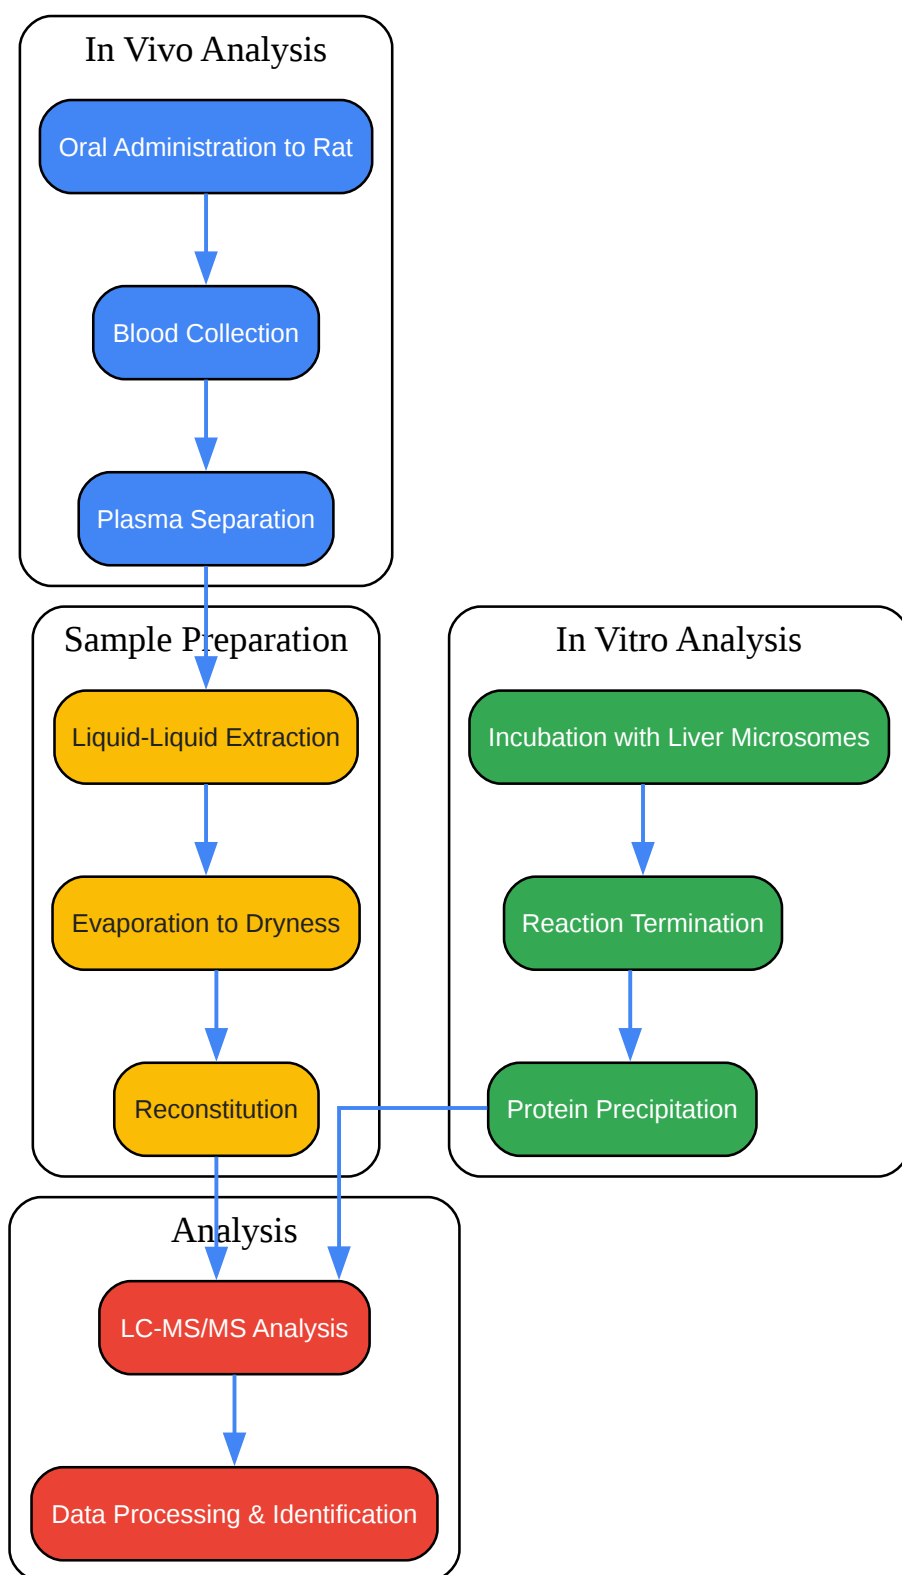 In Vivo Analysis
Oral Administration to Rat
Blood Collection
Plasma Separation
Sample Preparation
Liquid-Liquid Extraction
Evaporation to Dryness
Reconstitution
In Vitro Analysis
Incubation with Liver Microsomes
Reaction Termination
Protein Precipitation
Analysis
LC-MS/MS Analysis
Data Processing & Identification